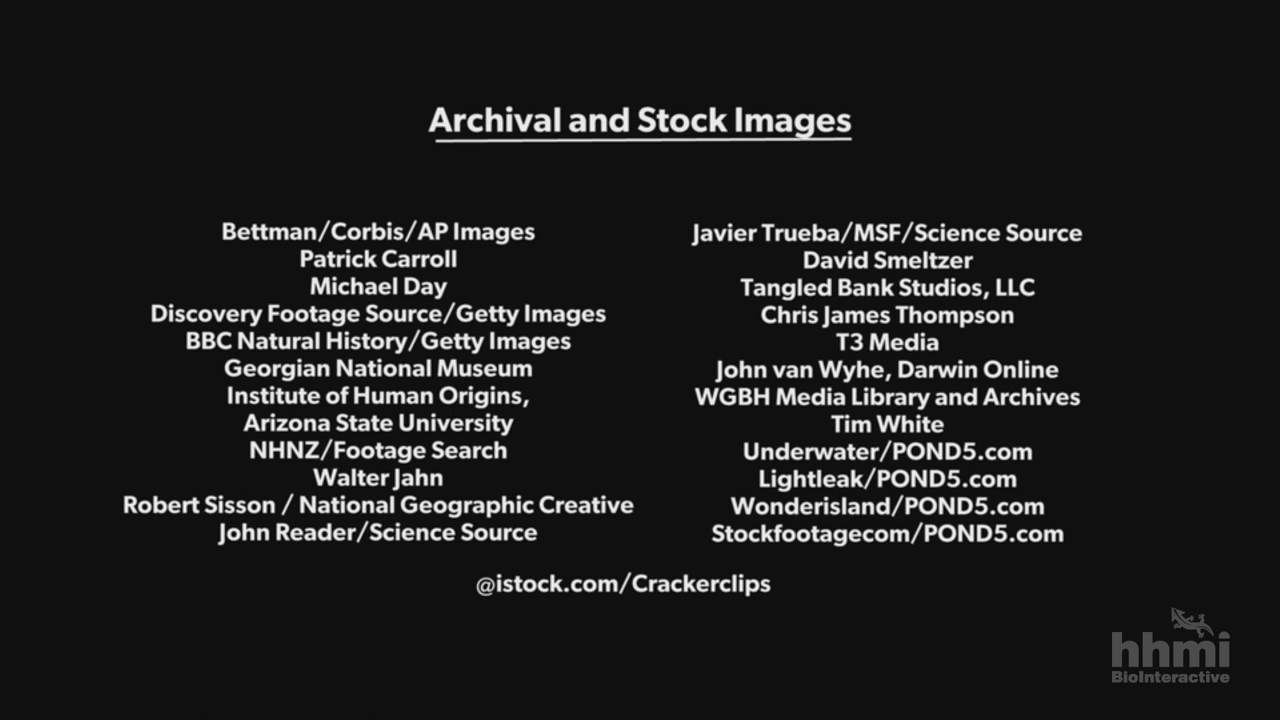 Archival and Stock Images
Bettman/Corbis/AP Images
Patrick Carroll
Michael Day
Discovery Footage Source/Getty Images
BBC Natural History/Getty Images
Georgian National Museum
Institute of Human Origins,
Arizona State University
NHNZ/Footage Search
Walter Jahn
Robert Sisson / National Geographic Creative
John Reader/Science Source
Javier Trueba/MSF/Science Source
David Smeltzer
Tangled Bank Studios, LLC
Chris James Thompson
T3 Media
John van Wyhe, Darwin Online
WGBH Media Library and Archives
Tim White
Underwater/POND5.com
Lightleak/POND5.com
Wonderisland/POND5.com
Stockfootagecom/POND5.com
@istock.com/Crackerclips
hhmi
BioInteractive